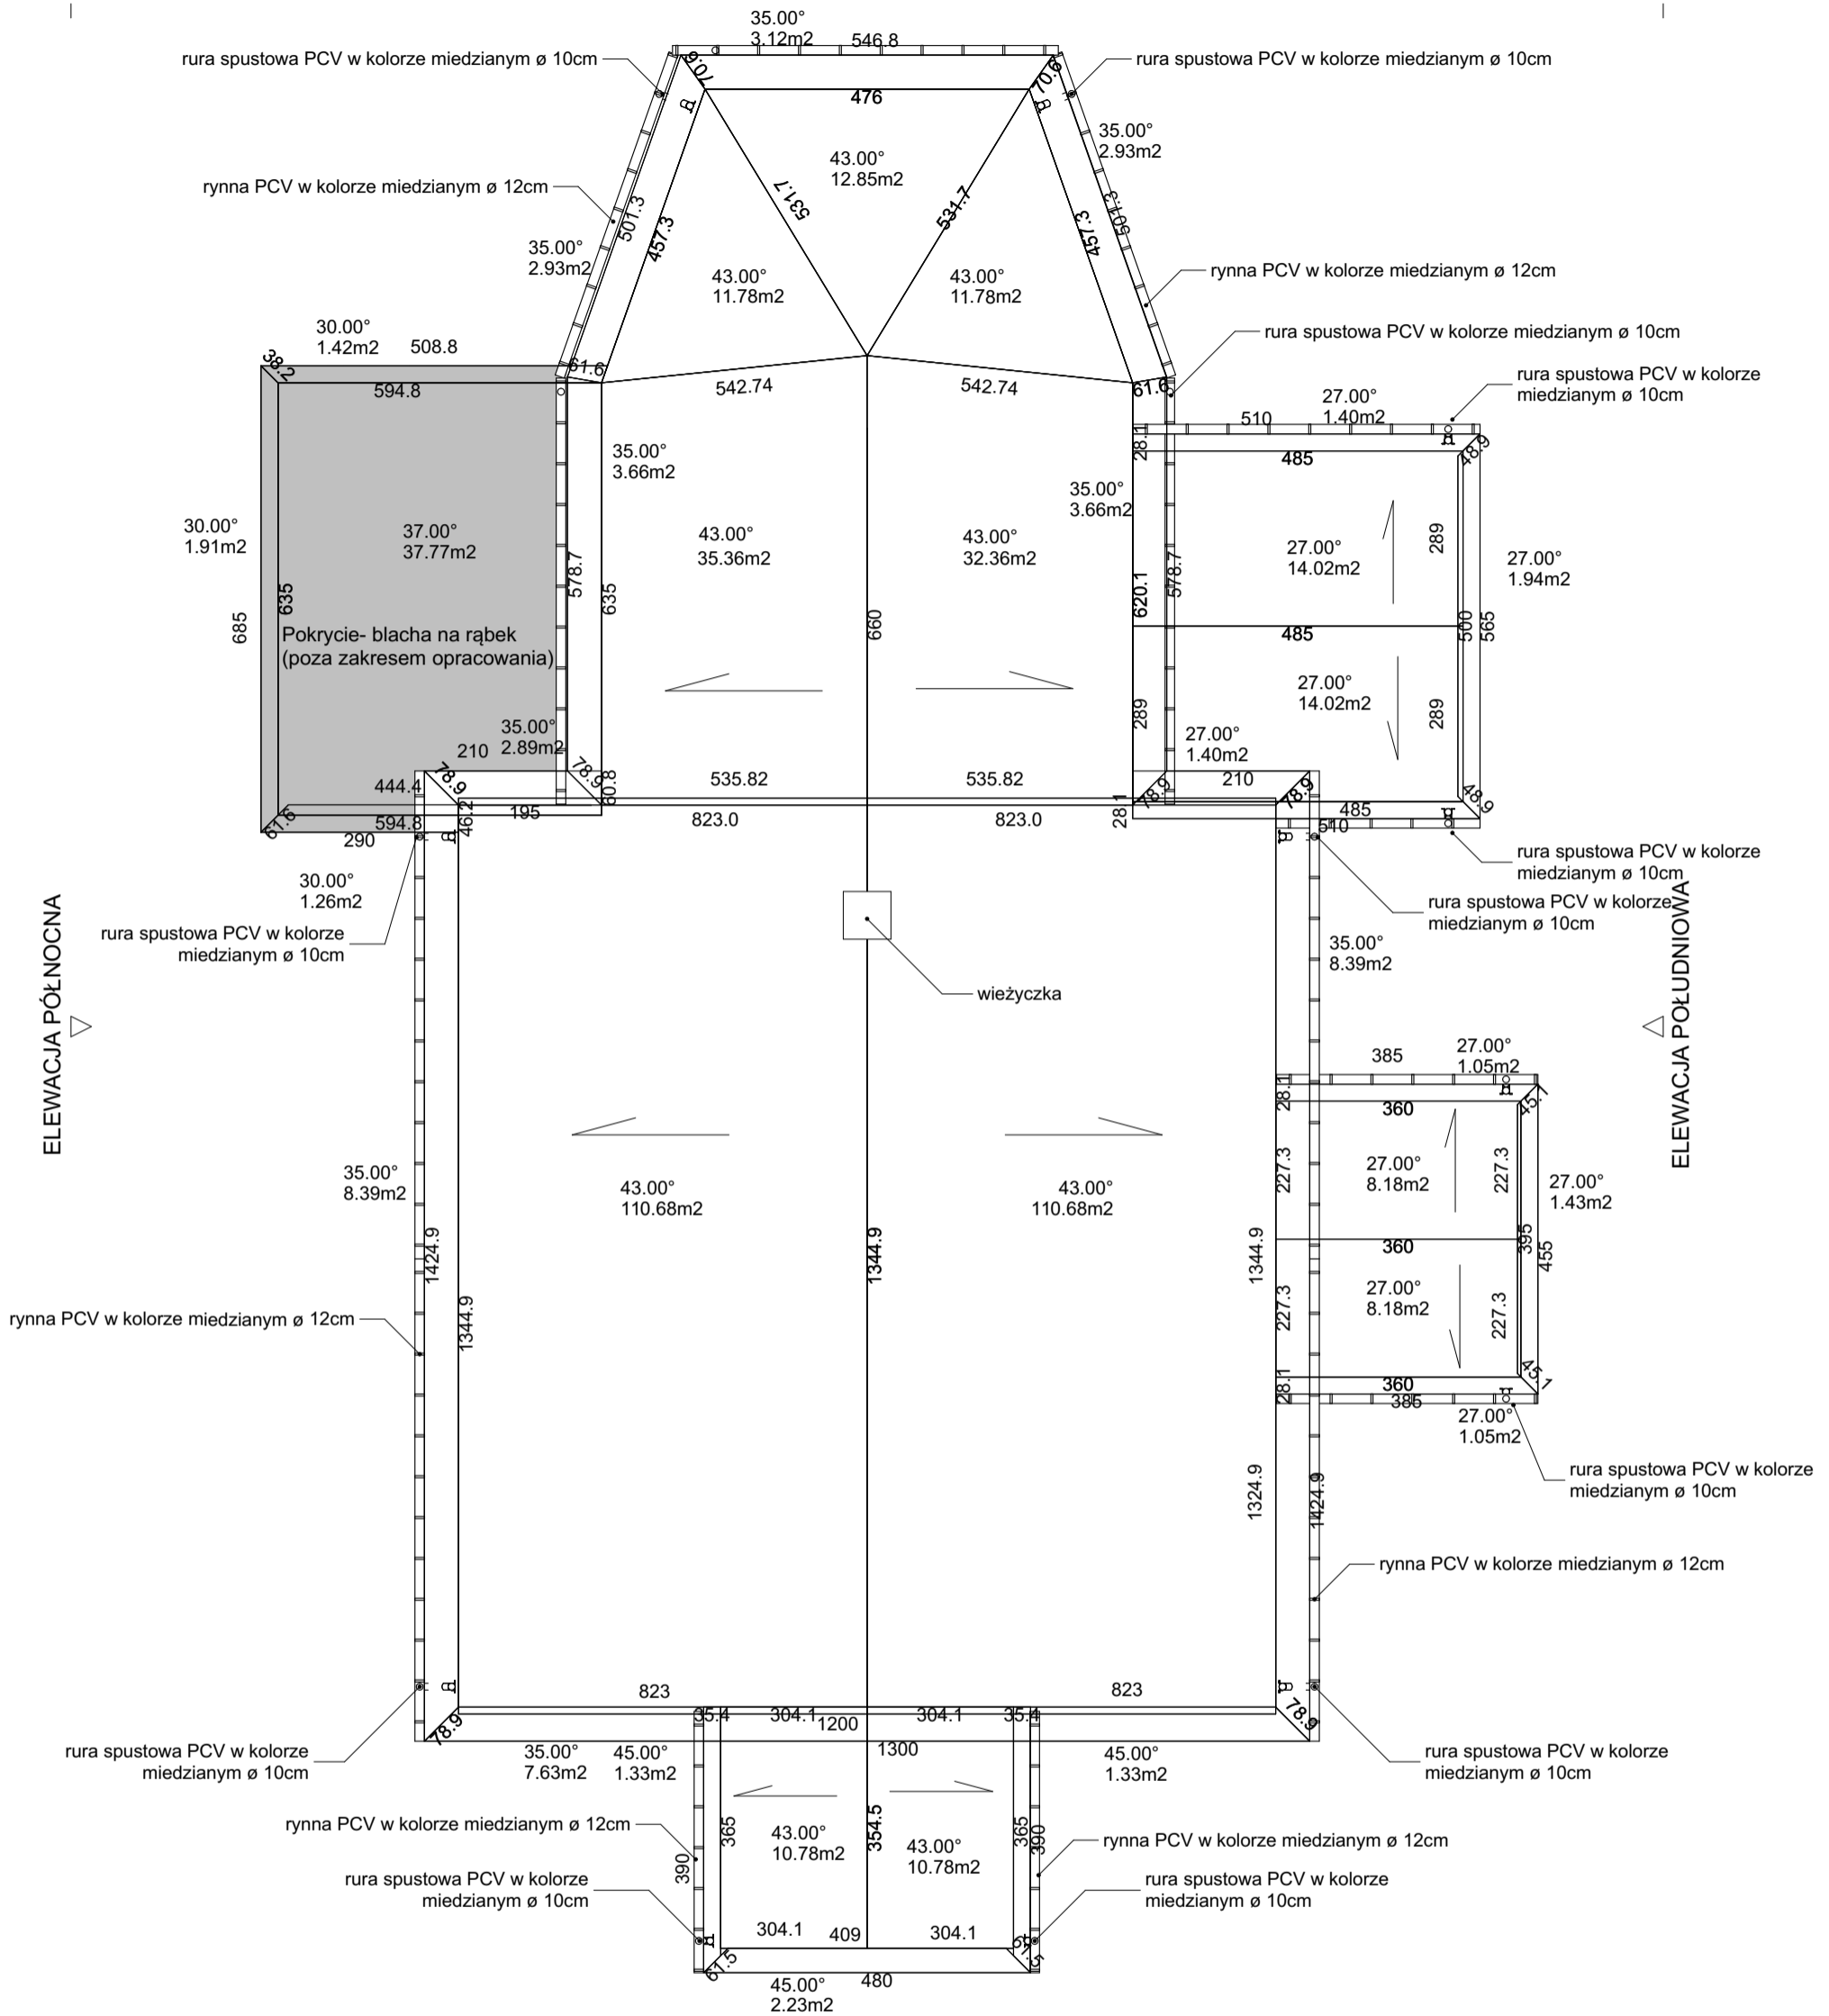 35.00°
3.12m2
546.8
rura spustowa PCV w kolorze miedzianym ø 10cm
rura spustowa PCV w kolorze miedzianym ø 10cm
70.6
70.6
476
35.00°
2.93m2
43.00°
12.85m2
rynna PCV w kolorze miedzianym ø 12cm
531.7
531.7
501.3
501.3
457.3
457.3
35.00°
2.93m2
43.00°
11.78m2
43.00°
11.78m2
rynna PCV w kolorze miedzianym ø 12cm
rura spustowa PCV w kolorze miedzianym ø 10cm
30.00°
1.42m2
508.8
38.2
594.8
61.6
542.74
542.74
61.6
rura spustowa PCV w kolorze
miedzianym ø 10cm
27.00°
1.40m2
510
28.1
485
48.9
35.00°
3.66m2
35.00°
3.66m2
30.00°
1.91m2
37.00°
37.77m2
43.00°
35.36m2
43.00°
32.36m2
27.00°
14.02m2
289
27.00°
1.94m2
578.7
635
635
685
660
620.1
578.7
485
500
565
Pokrycie- blacha na rąbek
(poza zakresem opracowania)
27.00°
14.02m2
289
289
35.00°
2.89m2
27.00°
1.40m2
210
78.9
78.9
60.8
535.82
535.82
210
78.9
78.9
48.9
444.4
594.8
61.6
290
46.2
195
823.0
823.0
28.1
485
510
30.00°
1.26m2
rura spustowa PCV w kolorze
miedzianym ø 10cm
rura spustowa PCV w kolorze
miedzianym ø 10cm
rura spustowa PCV w kolorze
miedzianym ø 10cm
ELEWACJA PÓŁNOCNA
ELEWACJA POŁUDNIOWA
35.00°
8.39m2
wieżyczka
385
27.00°
1.05m2
28.1
360
45.1
35.00°
8.39m2
43.00°
110.68m2
43.00°
110.68m2
227.3
27.00°
8.18m2
227.3
27.00°
1.43m2
1424.9
1344.9
1344.9
1344.9
360
395
455
227.3
27.00°
8.18m2
227.3
rynna PCV w kolorze miedzianym ø 12cm
28.1
360
385
45.1
27.00°
1.05m2
1324.9
1424.9
rura spustowa PCV w kolorze
miedzianym ø 10cm
rynna PCV w kolorze miedzianym ø 12cm
823
823
35.4
304.1
1200
304.1
35.4
78.9
78.9
1300
rura spustowa PCV w kolorze
miedzianym ø 10cm
35.00°
7.63m2
45.00°
1.33m2
45.00°
1.33m2
rura spustowa PCV w kolorze
miedzianym ø 10cm
rynna PCV w kolorze miedzianym ø 12cm
365
43.00°
10.78m2
354.5
43.00°
10.78m2
365
390
390
rynna PCV w kolorze miedzianym ø 12cm
rura spustowa PCV w kolorze
miedzianym ø 10cm
rura spustowa PCV w kolorze
miedzianym ø 10cm
304.1
409
304.1
61.5
61.5
45.00°
2.23m2
480